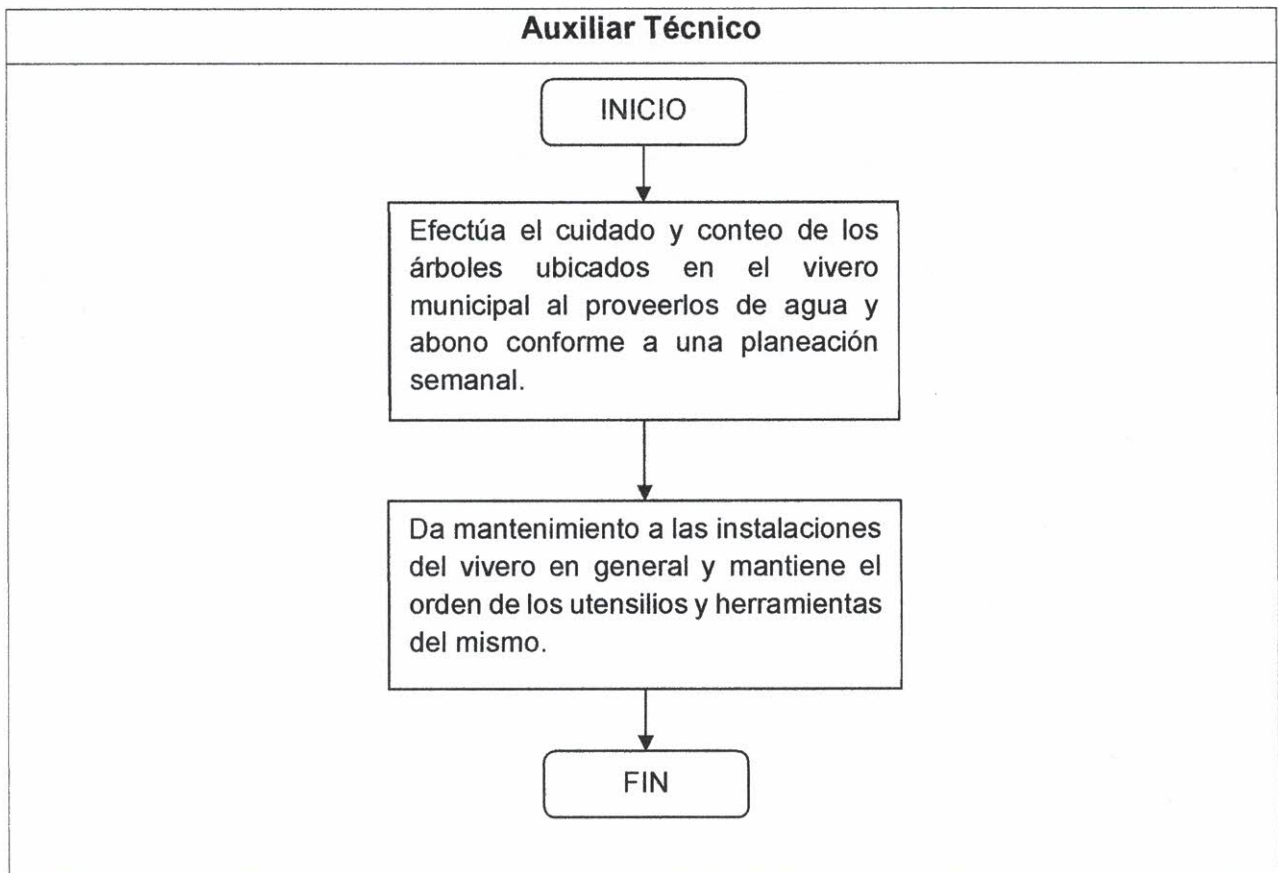 Auxiliar Técnico
INICIO
Efectúa el cuidado y conteo de los
árboles ubicados en el vivero
municipal al proveerlos de agua y
abono conforme a una planeación
semanal.
Da mantenimiento a las instalaciones
del vivero en general y mantiene el
orden de los utensilios y herramientas
del mismo.
FIN